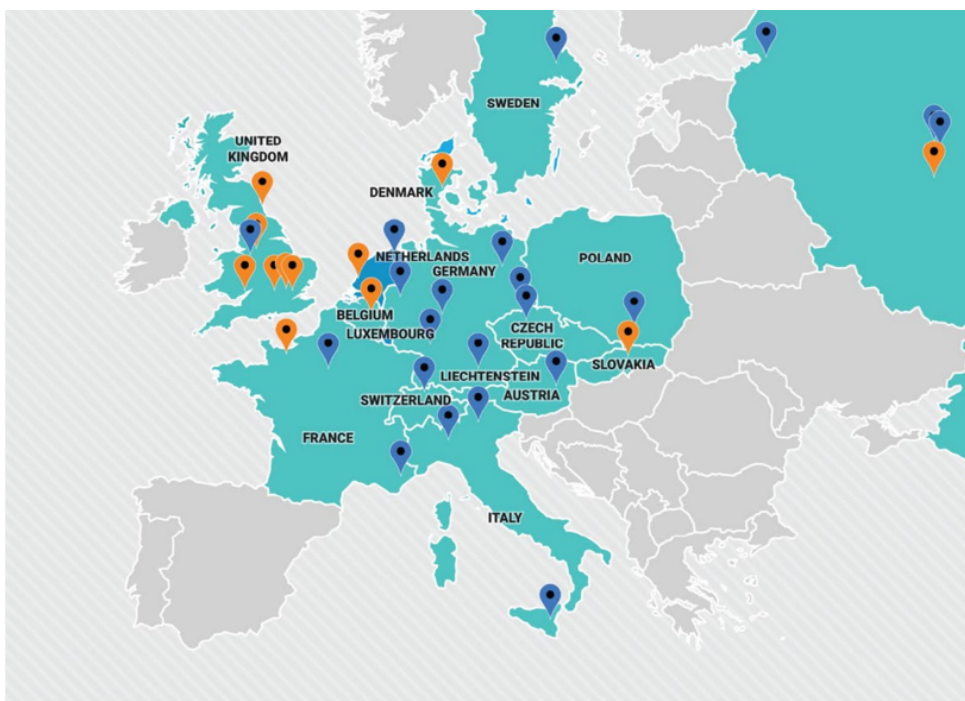 SWEDEN
UNITED
KINGDOM
DENMARK
NETHERLANDS
POLAND
GERMANY
BELGIUM
LUXEMBOURG
CZECH
REPUBLIC
SLOVAKIA
LIECHTENSTEIN
SWITZERLAND
AUSTRIA
FRANCE
ITALY